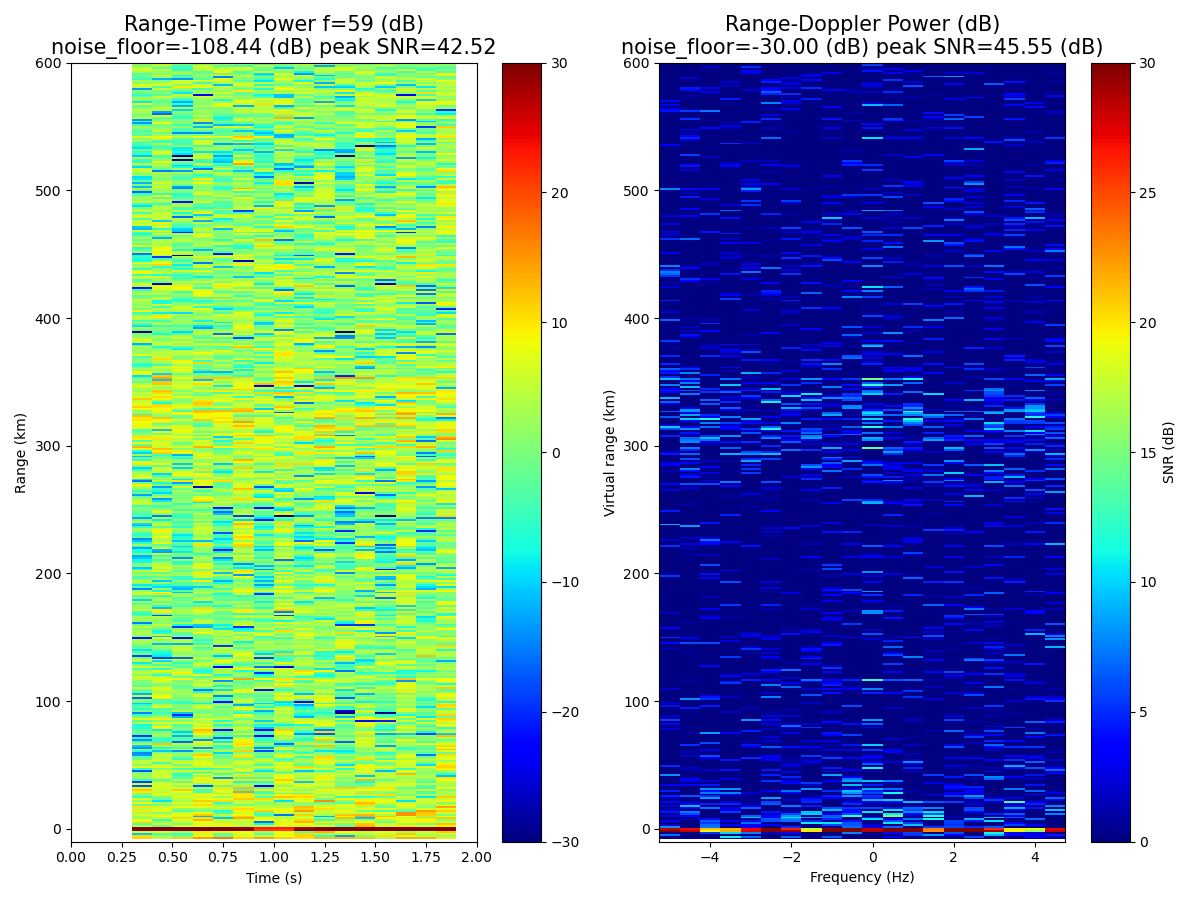 Range-Time Power f=59 (dB)
noise_floor=-108.44 (dB) peak SNR=42.52
600
500
400
300
200
100
0
Range (km)
0.00 0.25 0.50 0.75 1.00 1.25 1.50 1.75 2.00
Time (s)
30
20
10
0
−10
−20
−30
Range-Doppler Power (dB)
noise_floor=-30.00 (dB) peak SNR=45.55 (dB)
600
500
400
300
200
100
0
Virtual range (km)
−4 −2 0 2 4
Frequency (Hz)
30
25
20
15
10
5
0
SNR (dB)